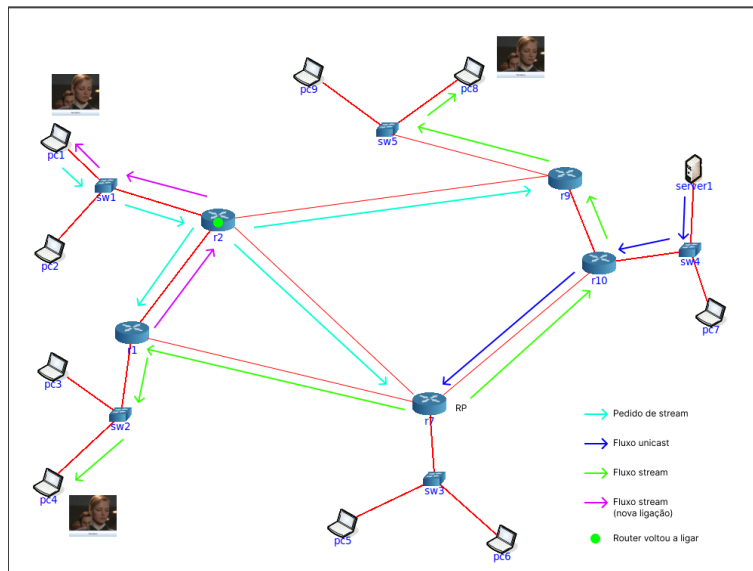 pc9
pc8
sw5
pc1
sw1
r9
server1
r2
pc2
r10
sw4
pc7
r1
pc3
r7
RP
sw2
Pedido de stream
Fluxo unicast
Fluxo stream
sw3
pc4
Fluxo stream
(nova ligação)
pc5
pc6
Router voltou a ligar